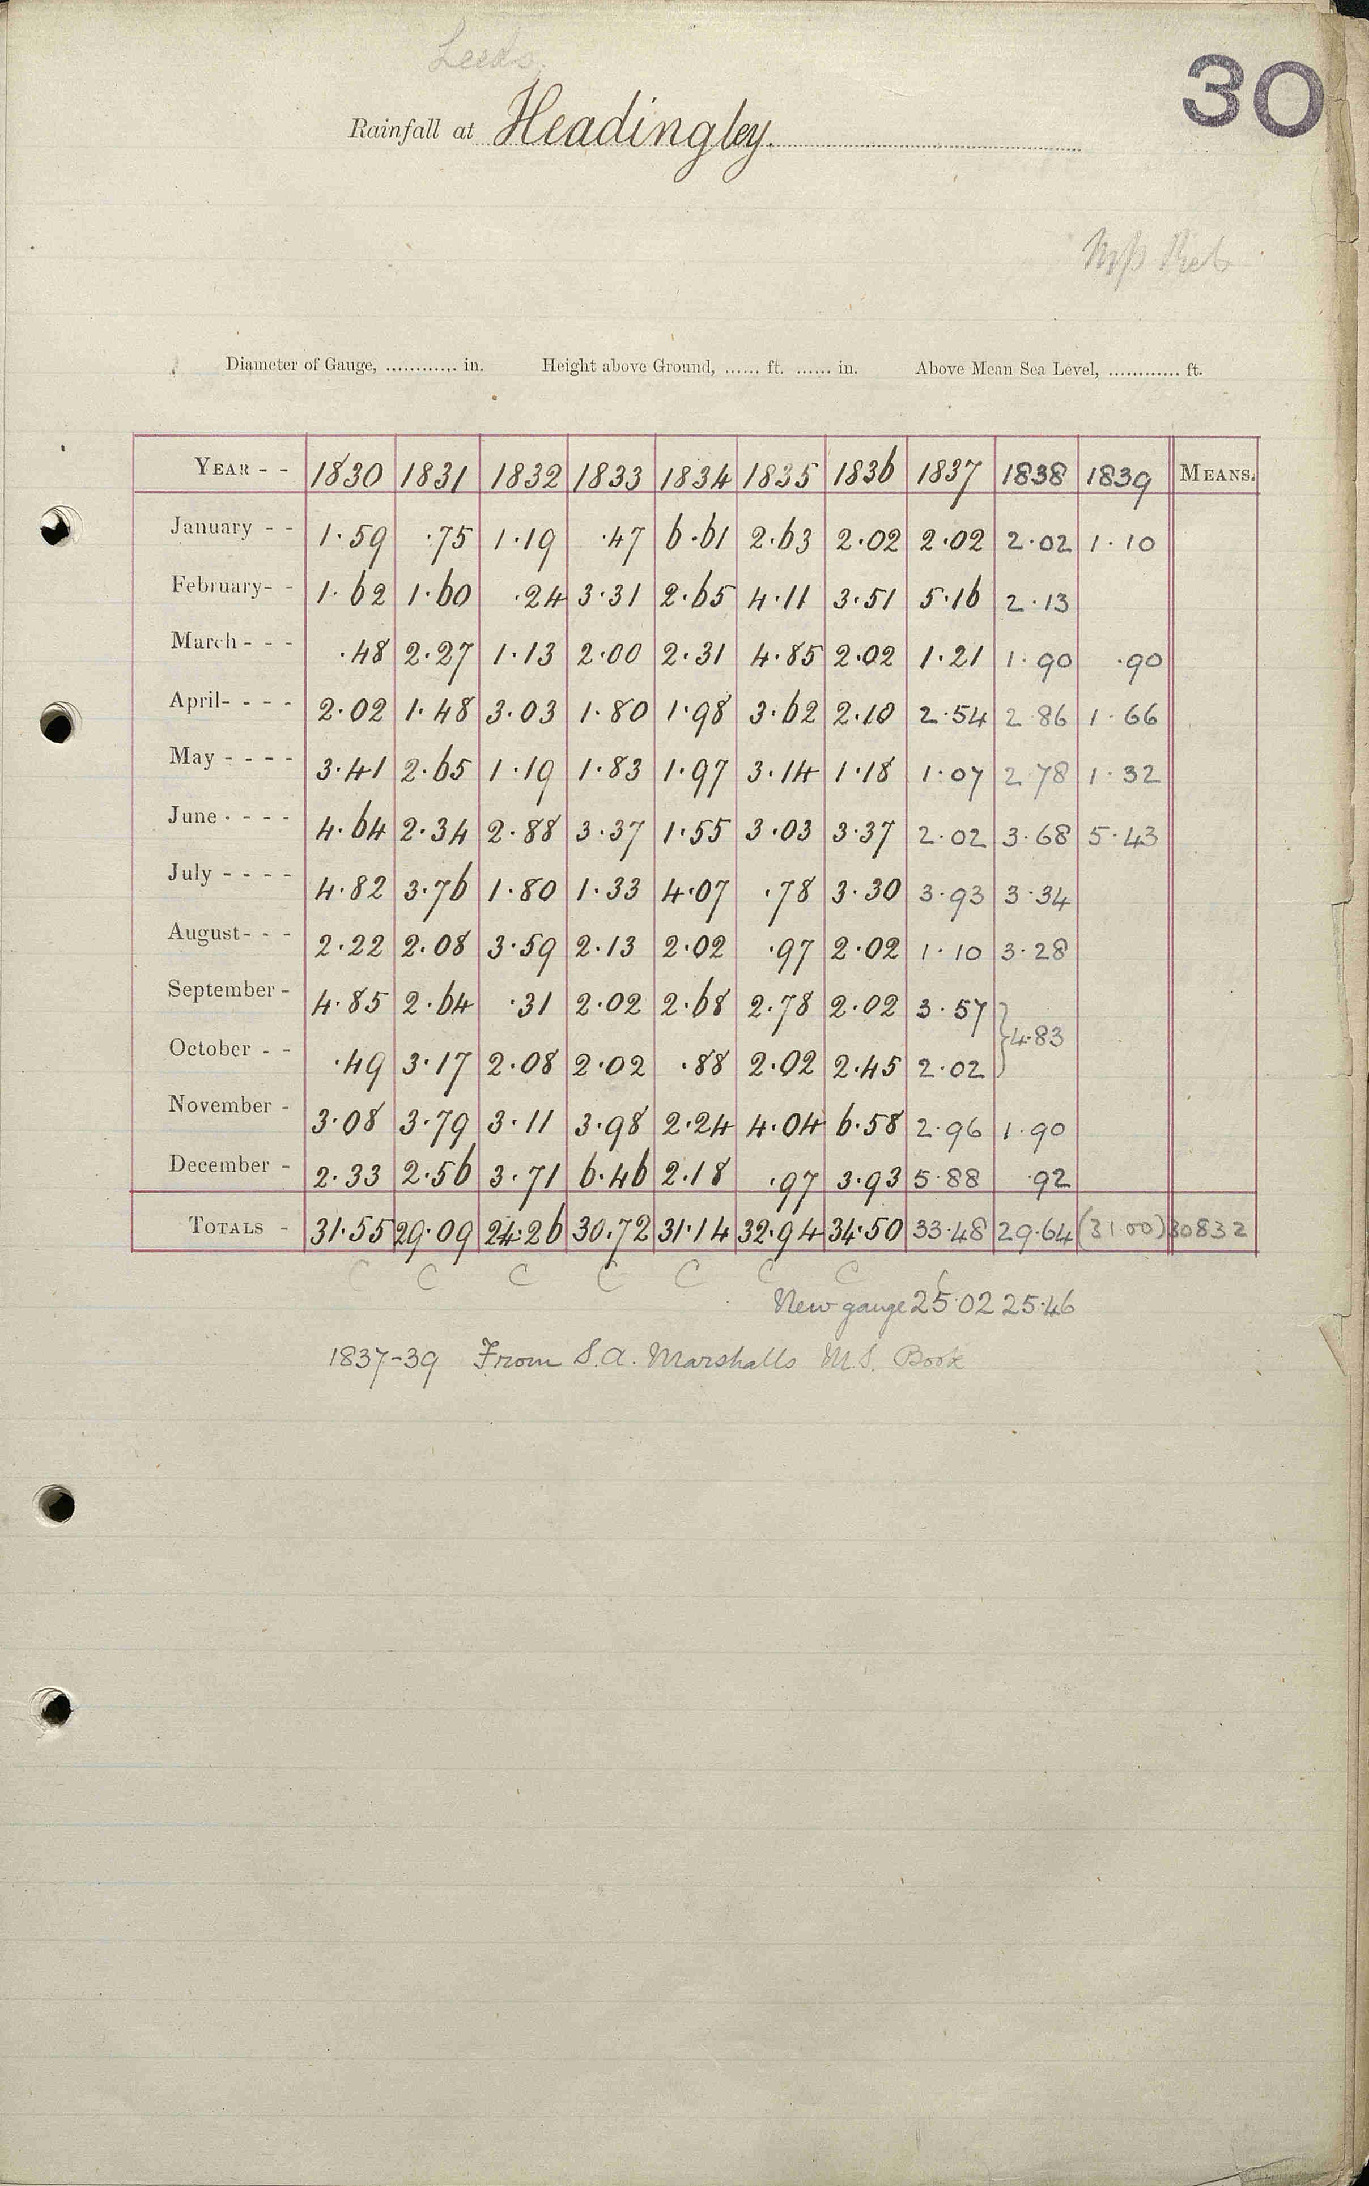 Leeds.
30
Rainfall at Headingley.
Diameter of Gauge, ............ in. Height above Ground, ...... ft. ...... in. Above Mean Sea Level, ............ ft.
YEAR - - 1830 1831 1832 1833 1834 1835 1836 1837 1838 1839 MEANS.
January - - 1.59 .75 1.19 .47 6.61 2.63 2.02 2.02 2.02 1.10
February - - 1.62 1.60 .24 3.31 2.65 4.11 3.51 5.16 2.13
March - - - .48 2.27 1.13 2.00 2.31 4.85 2.02 1.21 1.90 .90
April - - - - 2.02 1.48 3.03 1.80 1.98 3.62 2.10 2.54 2.86 1.66
May - - - - 3.41 2.65 1.19 1.83 1.97 3.14 1.18 1.07 2.78 1.32
June - - - - 4.64 2.34 2.88 3.37 1.55 3.03 3.37 2.02 3.68 5.43
July - - - - 4.82 3.76 1.80 1.33 4.07 .78 3.30 3.93 3.34
August - - - 2.22 2.08 3.59 2.13 2.02 .97 2.02 1.10 3.28
September - 4.85 2.64 .31 2.02 2.68 2.78 2.02 3.57
} 4.83
October - - .49 3.17 2.08 2.02 .88 2.02 2.45 2.02
November - 3.08 3.79 3.11 3.98 2.24 4.04 6.58 2.96 1.90
December - 2.33 2.56 3.71 6.46 2.18 .97 3.93 5.88 .92
TOTALS - 31.55 29.09 24.26 30.72 31.14 32.94 34.50 33.48 29.64 (31 00) 30832
C C C C C C C C
New gauge 25.02 25.46
1837-39 From S.A. Marshalls M.S. Book